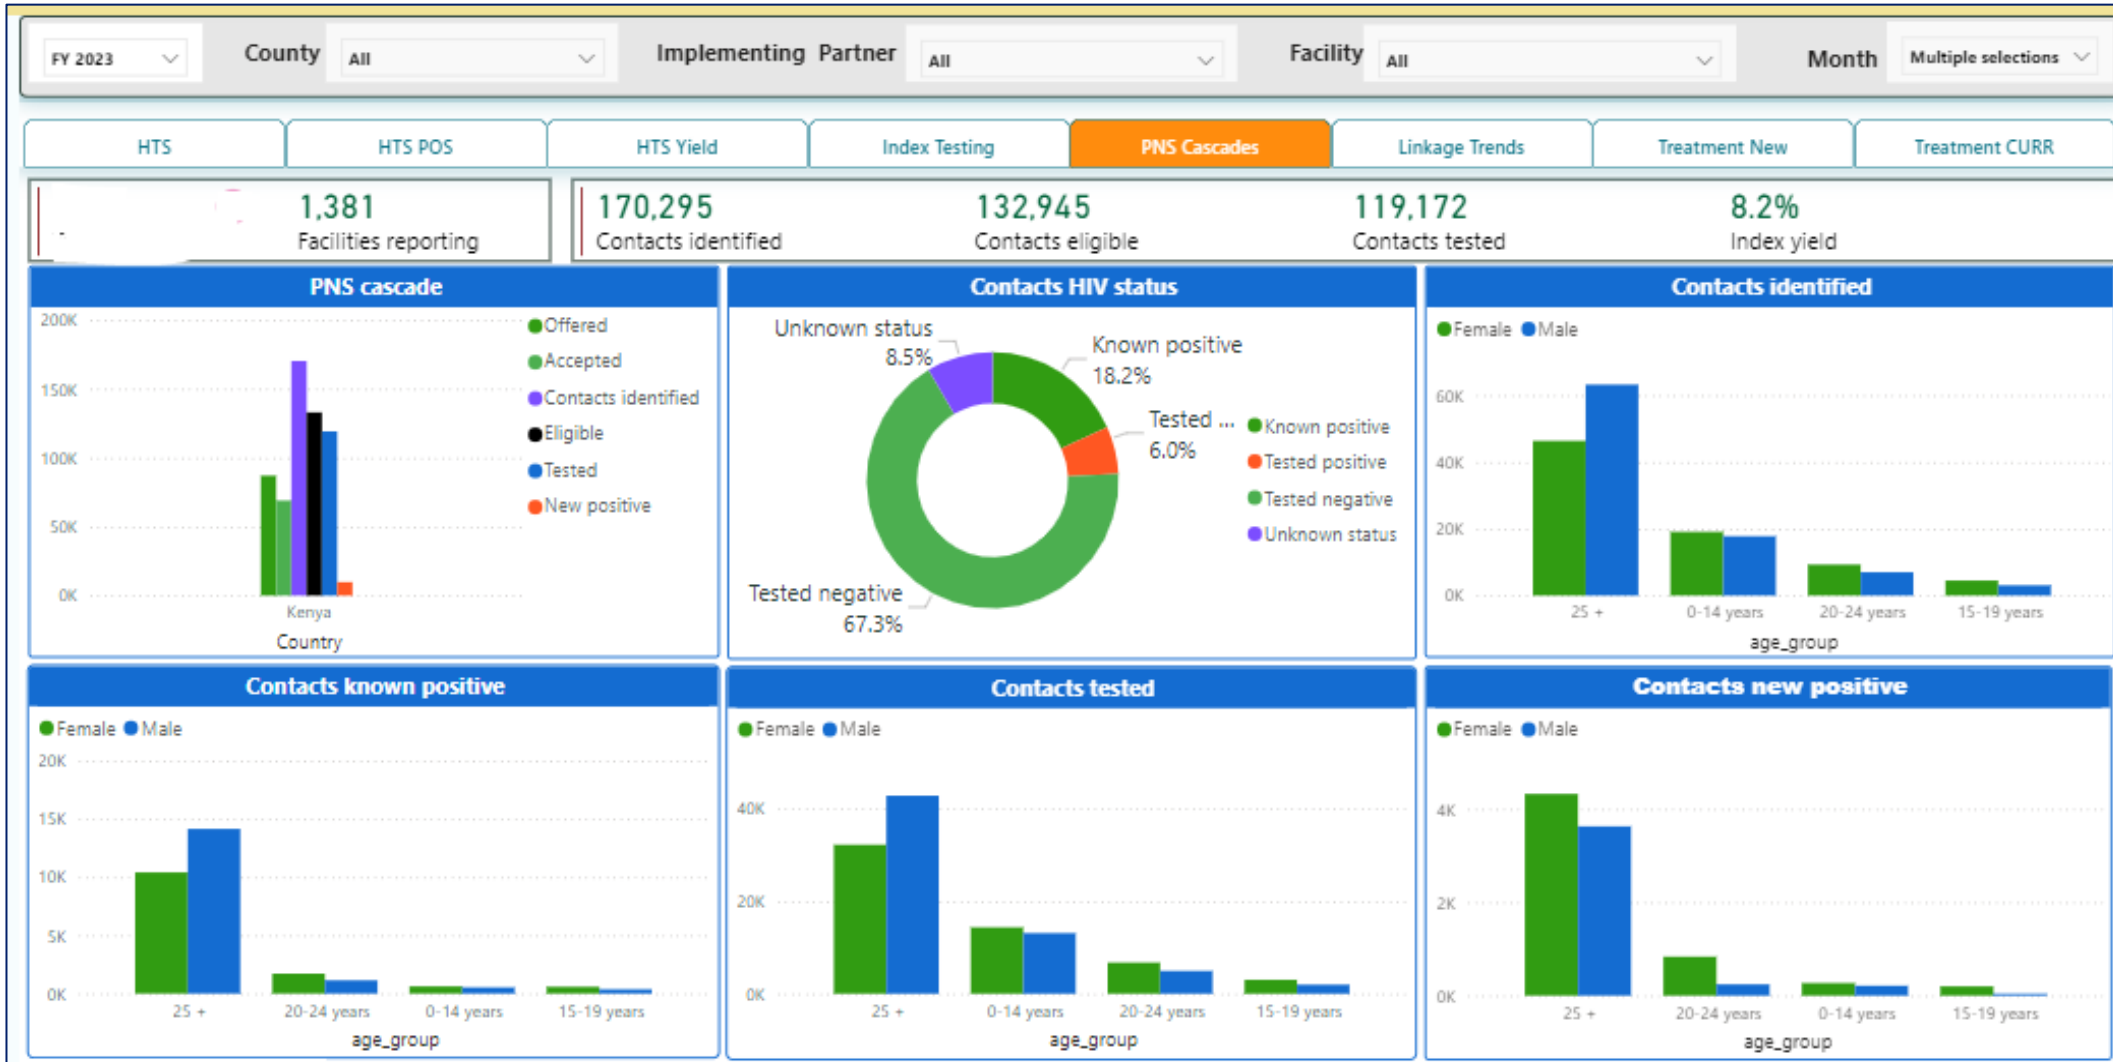 FY 2023
County
All
Implementing Partner
All
Facility
All
Month
Multiple selections
HTS
HTS POS
HTS Yield
Index Testing
PNS Cascades
Linkage Trends
Treatment New
Treatment CURR
1,381
Facilities reporting
170,295
Contacts identified
132,945
Contacts eligible
119,172
Contacts tested
8.2%
Index yield
PNS cascade
200K
150K
100K
50K
0K
Kenya
Country
Offered
Accepted
Contacts identified
Eligible
Tested
New positive
Contacts HIV status
Unknown status
8.5%
Known positive
18.2%
Tested ...
6.0%
Tested negative
67.3%
Known positive
Tested positive
Tested negative
Unknown status
Contacts identified
Female Male
60K
40K
20K
0K
25 +
0-14 years
20-24 years
15-19 years
age_group
Contacts known positive
Female Male
20K
15K
10K
5K
0K
25 +
20-24 years
0-14 years
15-19 years
age_group
Contacts tested
Female Male
40K
20K
0K
25 +
0-14 years
20-24 years
15-19 years
age_group
Contacts new positive
Female Male
4K
2K
0K
25 +
20-24 years
0-14 years
15-19 years
age_group